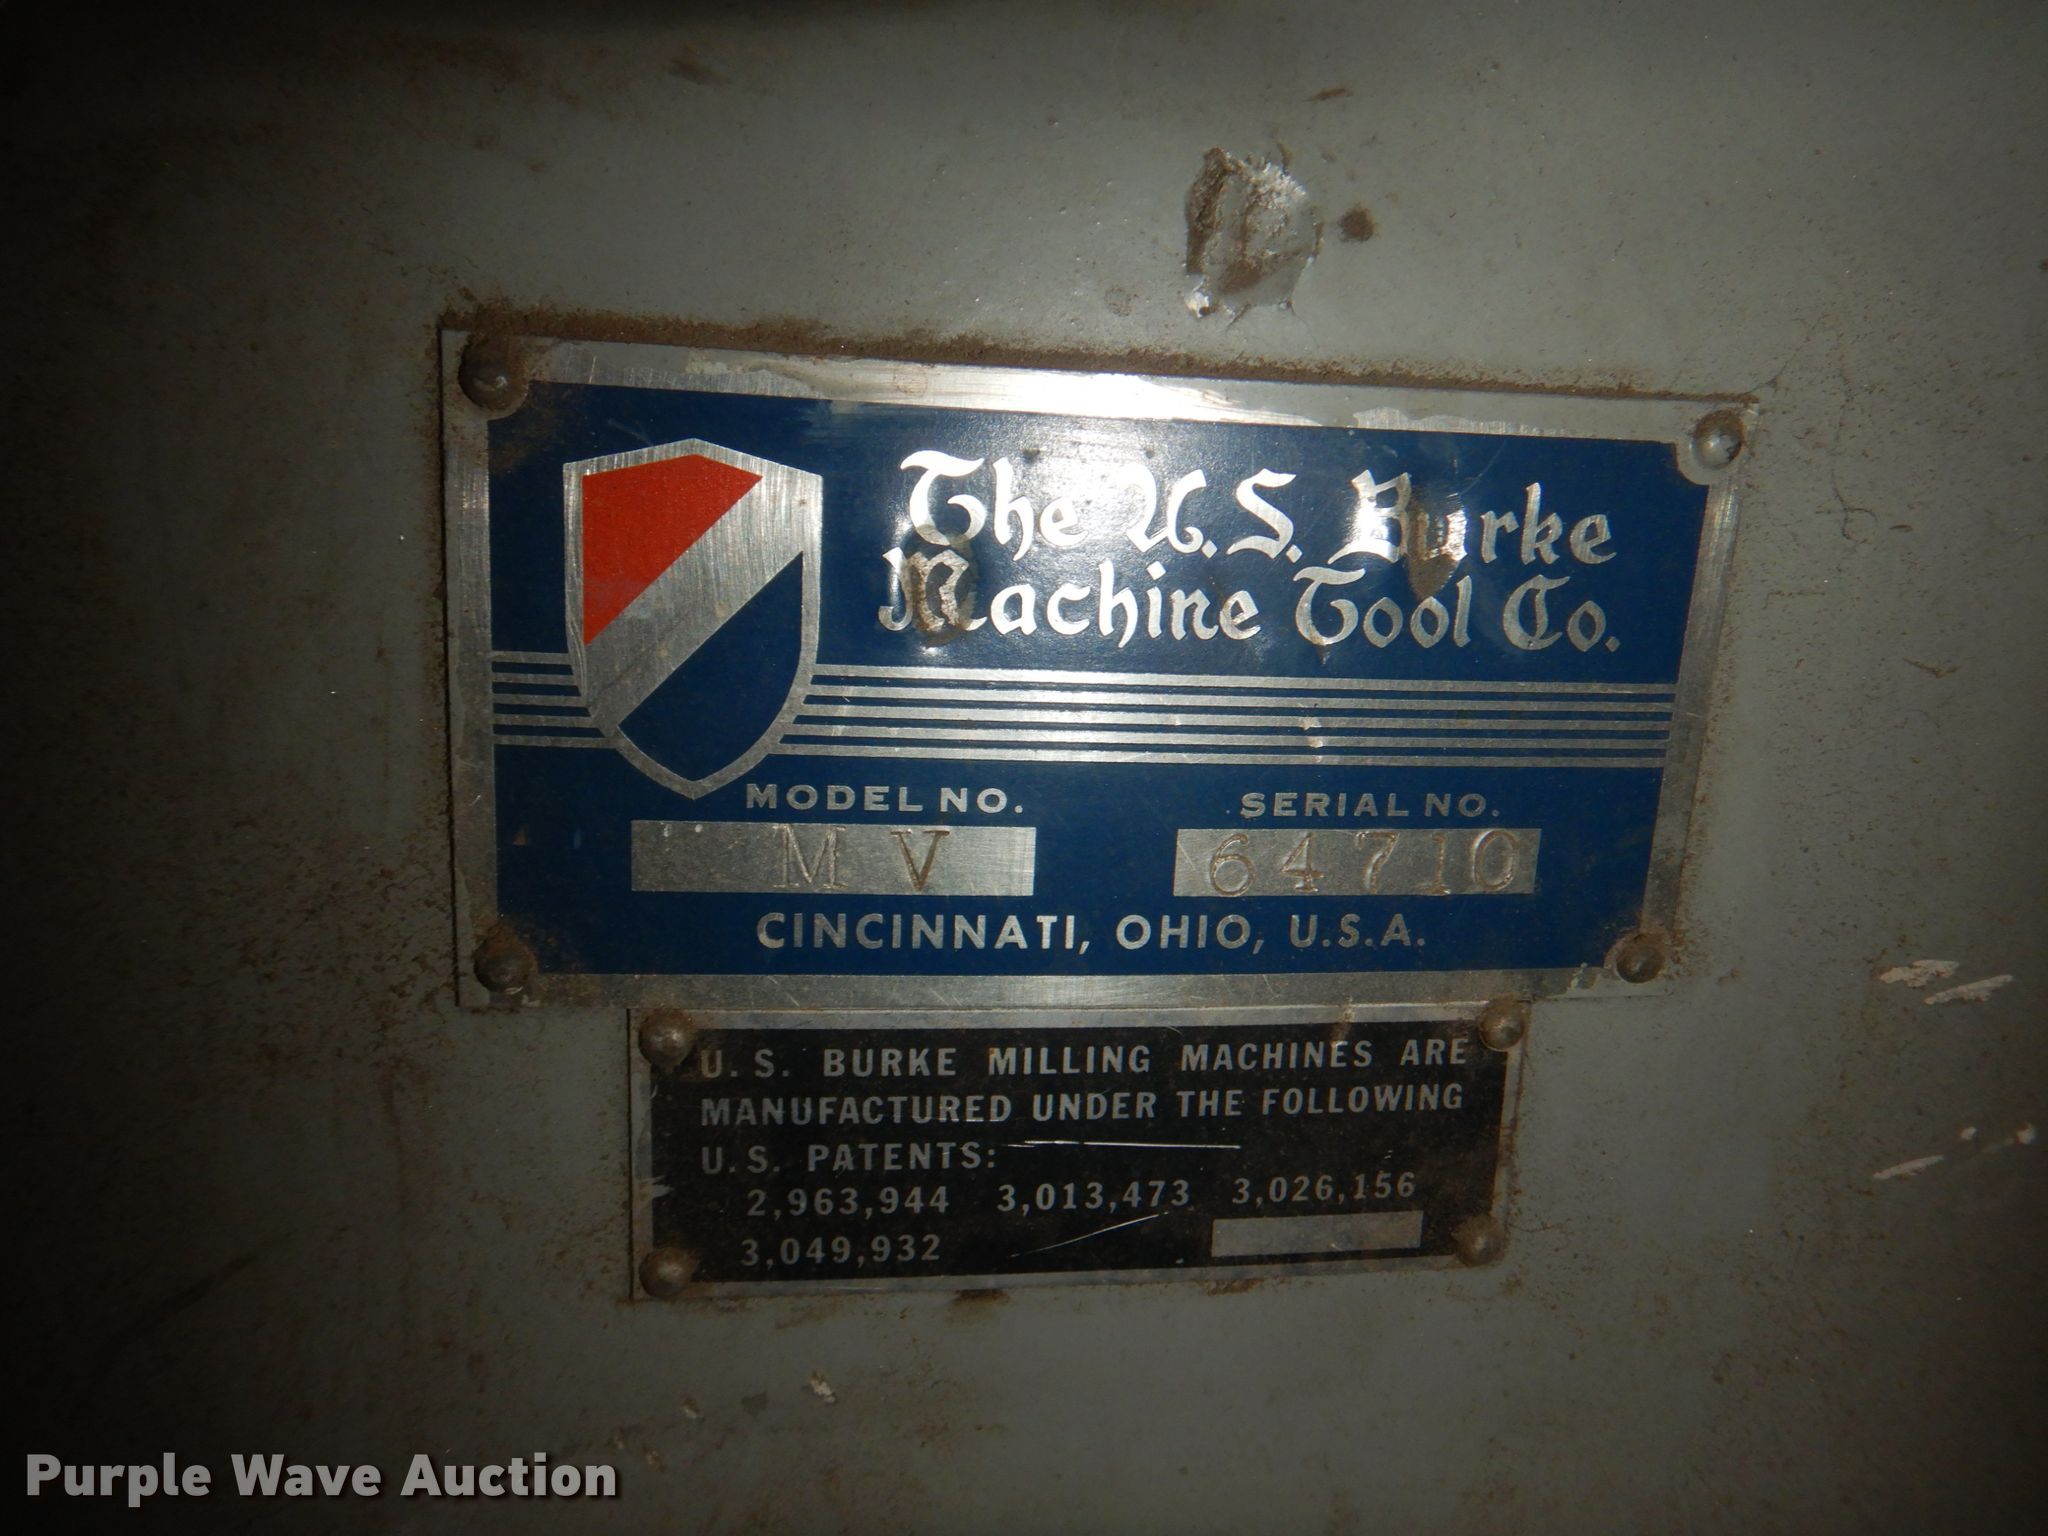 The U.S. Burke
Machine Tool Co.
MODEL NO.
SERIAL NO.
M V
64710
CINCINNATI, OHIO, U.S.A.
U.S. BURKE MILLING MACHINES ARE
MANUFACTURED UNDER THE FOLLOWING
U.S. PATENTS:
2,963,944 3,013,473 3,026,156
3,049,932
Purple Wave Auction